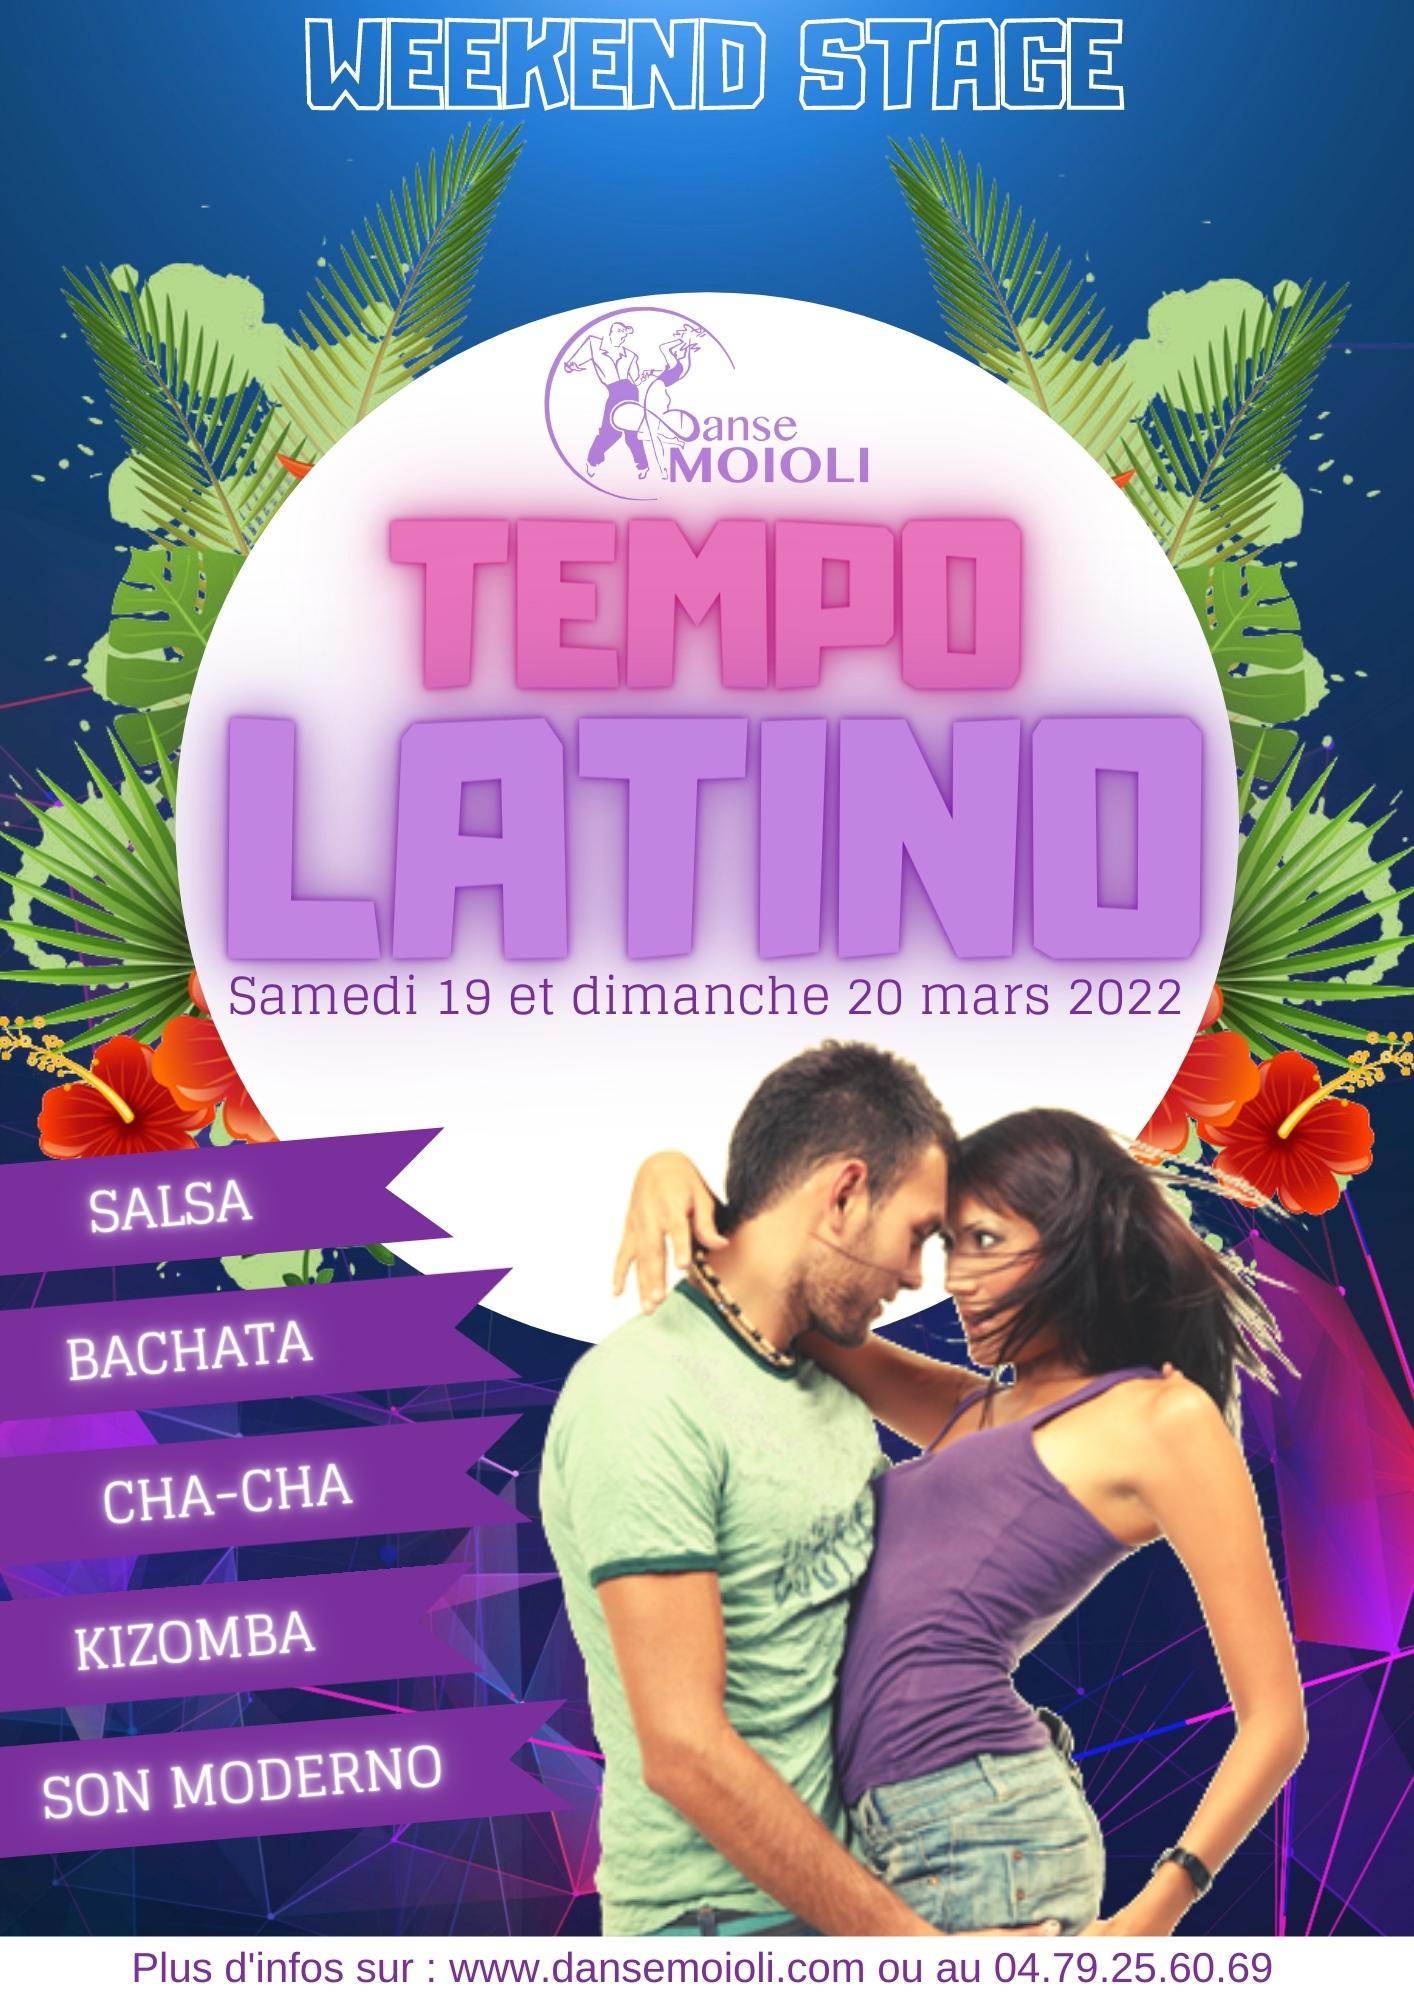 WEEKEND STAGE
Danse
MOIOLI
TEMPO
LATINO
Samedi 19 et dimanche 20 mars 2022
SALSA
BACHATA
CHA-CHA
KIZOMBA
SON MODERNO
Plus d'infos sur : www.dansemoioli.com ou au 04.79.25.60.69